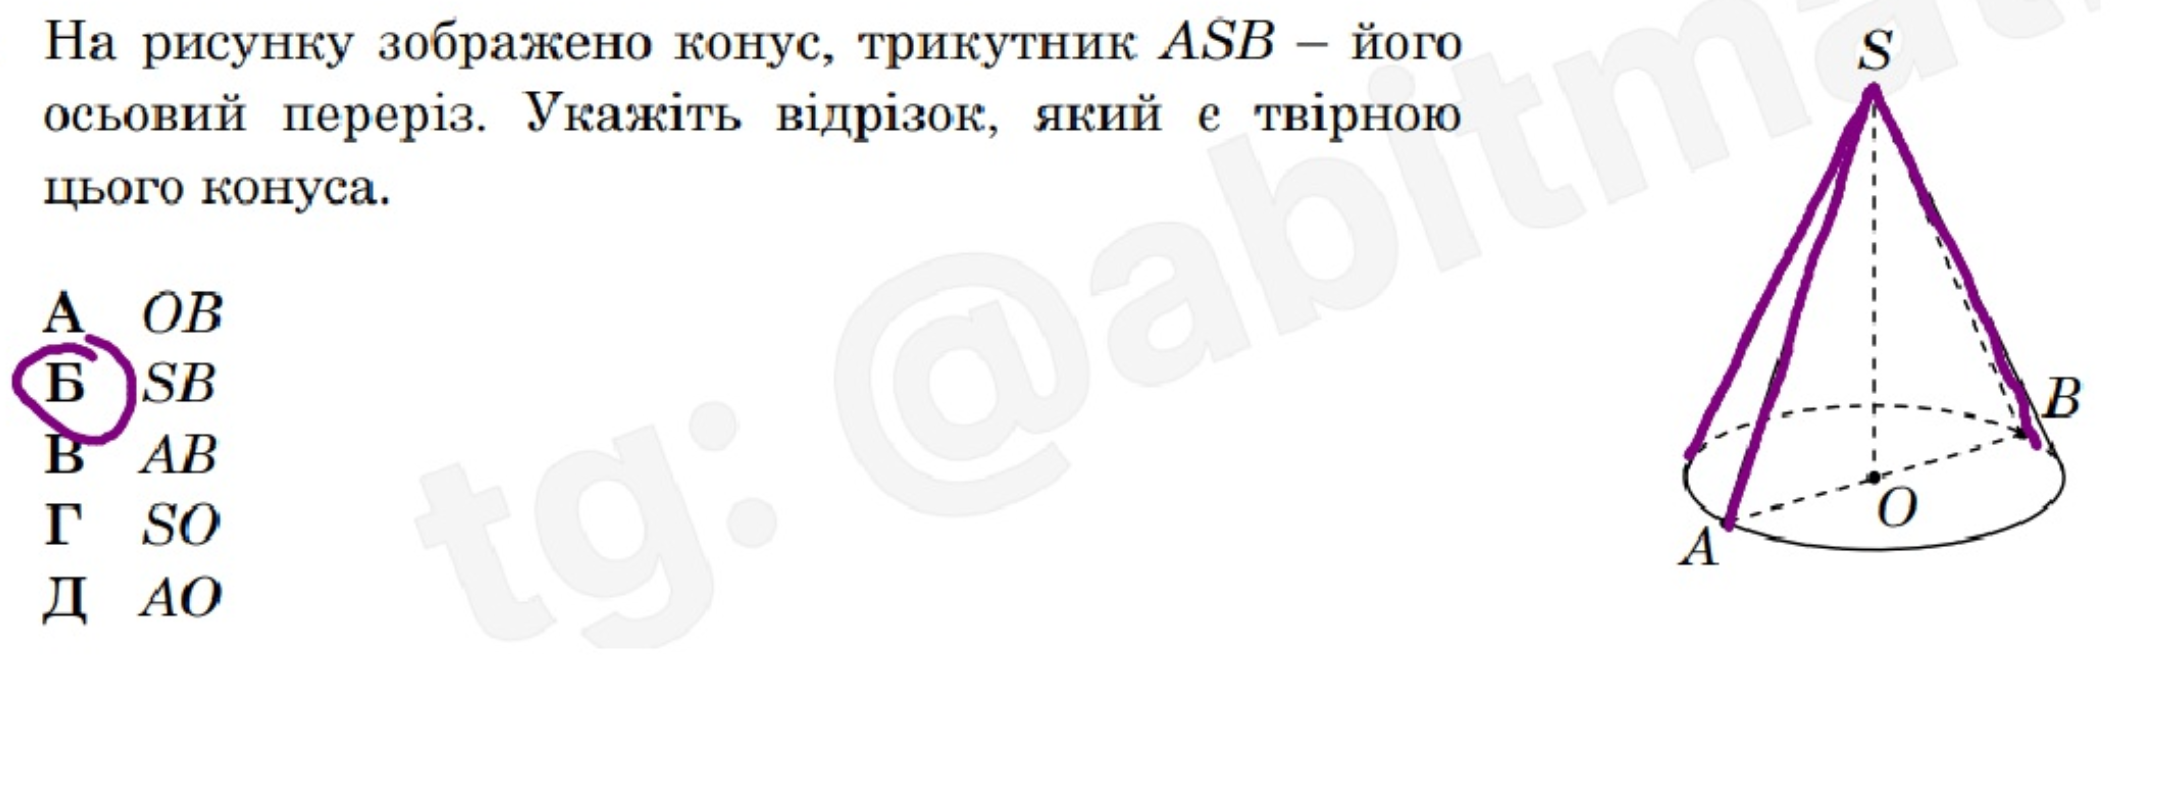 На рисунку зображено конус, трикутник ASB – його
осьовий переріз. Укажіть відрізок, який є твірною
цього конуса.
А OB
Б SB
В AB
Г SO
Д AO
S
B
O
A
tg: @abitmat